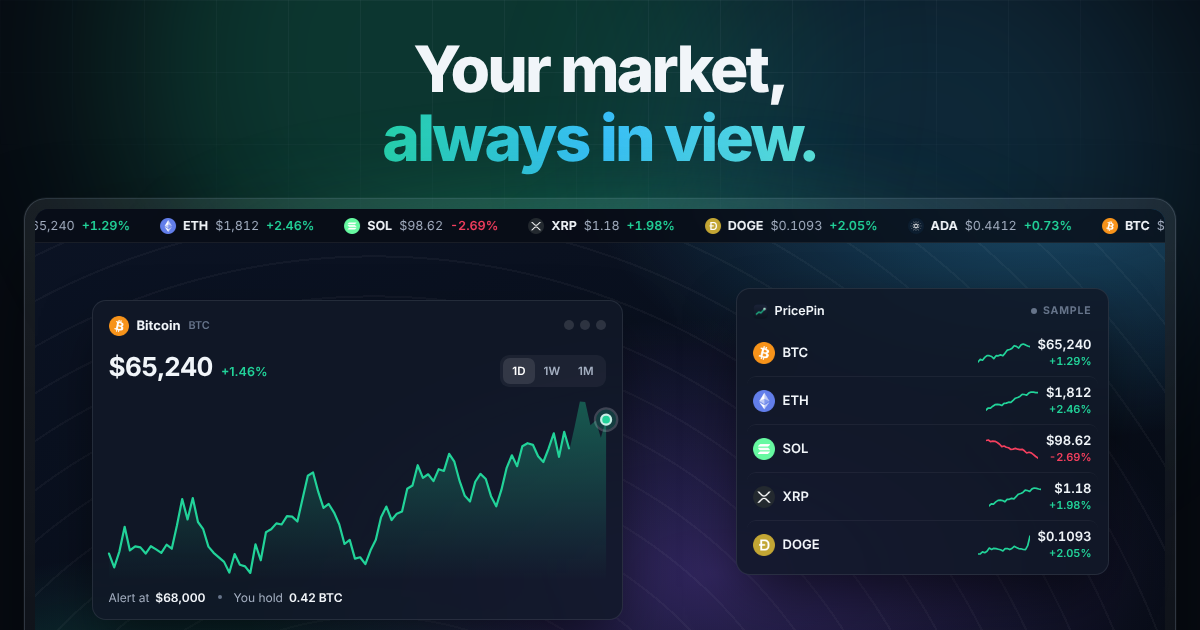 Your market,
always in view.
65,240 +1.29% ETH $1,812 +2.46% SOL $98.62 -2.69% XRP $1.18 +1.98% DOGE $0.1093 +2.05% ADA $0.4412 +0.73% BTC $
Bitcoin BTC
$65,240 +1.46%
1D 1W 1M
Alert at $68,000 • You hold 0.42 BTC
PricePin
SAMPLE
BTC $65,240
+1.29%
ETH $1,812
+2.46%
SOL $98.62
-2.69%
XRP $1.18
+1.98%
DOGE $0.1093
+2.05%